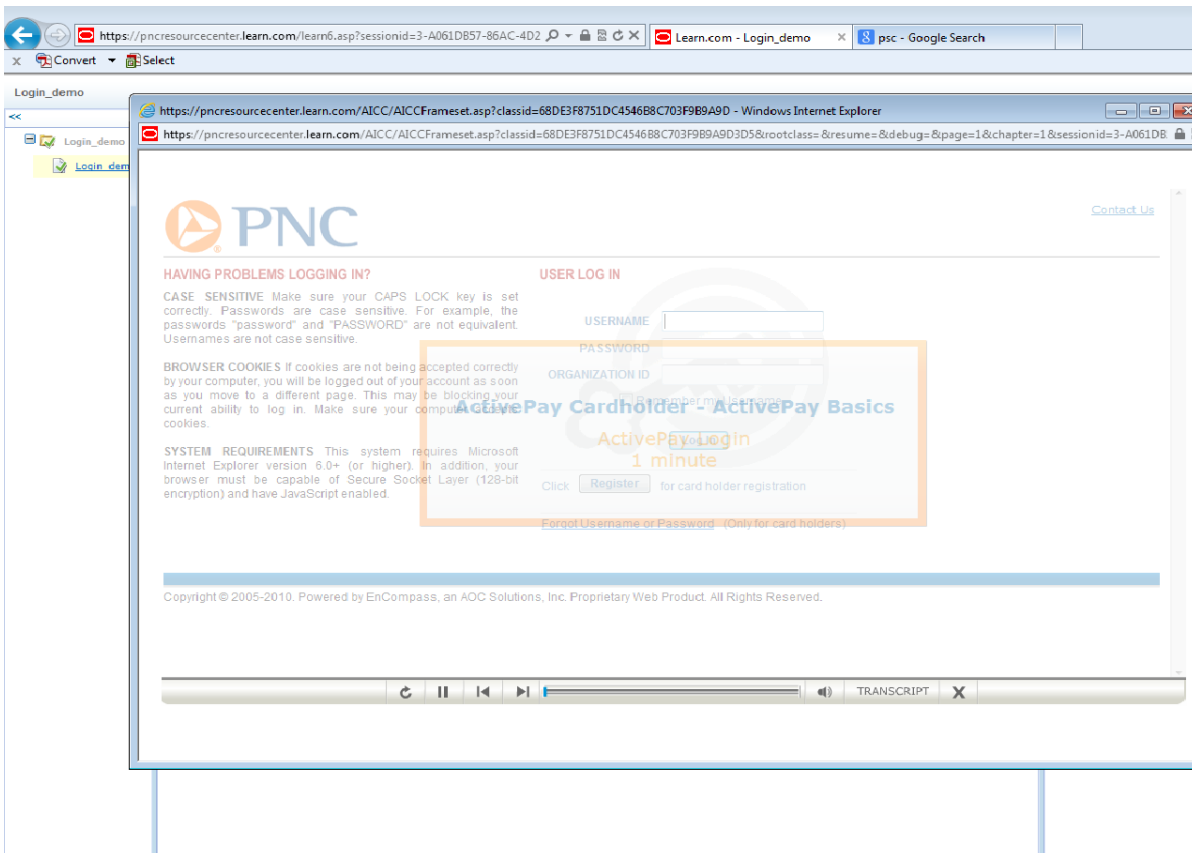 https://pncresourcecenter.learn.com/learn6.asp?sessionid=3-A061DB57-86AC-4D2
Learn.com - Login_demo
psc - Google Search
x Convert Select
Login_demo
<<
Login_demo
Login_dem
https://pncresourcecenter.learn.com/AICC/AICCFrameset.asp?classid=68DE3F8751DC4546B8C703F9B9A9D - Windows Internet Explorer
https://pncresourcecenter.learn.com/AICC/AICCFrameset.asp?classid=68DE3F8751DC4546B8C703F9B9A9D3D5&rootclass=&resume=&debug=&page=1&chapter=1&sessionid=3-A061DB
PNC
Contact Us
HAVING PROBLEMS LOGGING IN?
CASE SENSITIVE Make sure your CAPS LOCK key is set
correctly. Passwords are case sensitive. For example, the
passwords "password" and "PASSWORD" are not equivalent.
Usernames are not case sensitive.
BROWSER COOKIES If cookies are not being accepted correctly
by your computer, you will be logged out of your account as soon
as you move to a different page. This may be blocking your
current ability to log in. Make sure your computer accepts
cookies.
SYSTEM REQUIREMENTS This system requires Microsoft
Internet Explorer version 6.0+ (or higher). In addition, your
browser must be capable of Secure Socket Layer (128-bit
encryption) and have JavaScript enabled.
USER LOG IN
USERNAME
PASSWORD
ORGANIZATION ID
Remember my Username
ActivePay Cardholder - ActivePay Basics
Log In
ActivePay Login
1 minute
Click Register for card holder registration
Forgot Username or Password (Only for card holders)
Copyright © 2005-2010. Powered by EnCompass, an AOC Solutions, Inc. Proprietary Web Product. All Rights Reserved.
TRANSCRIPT X